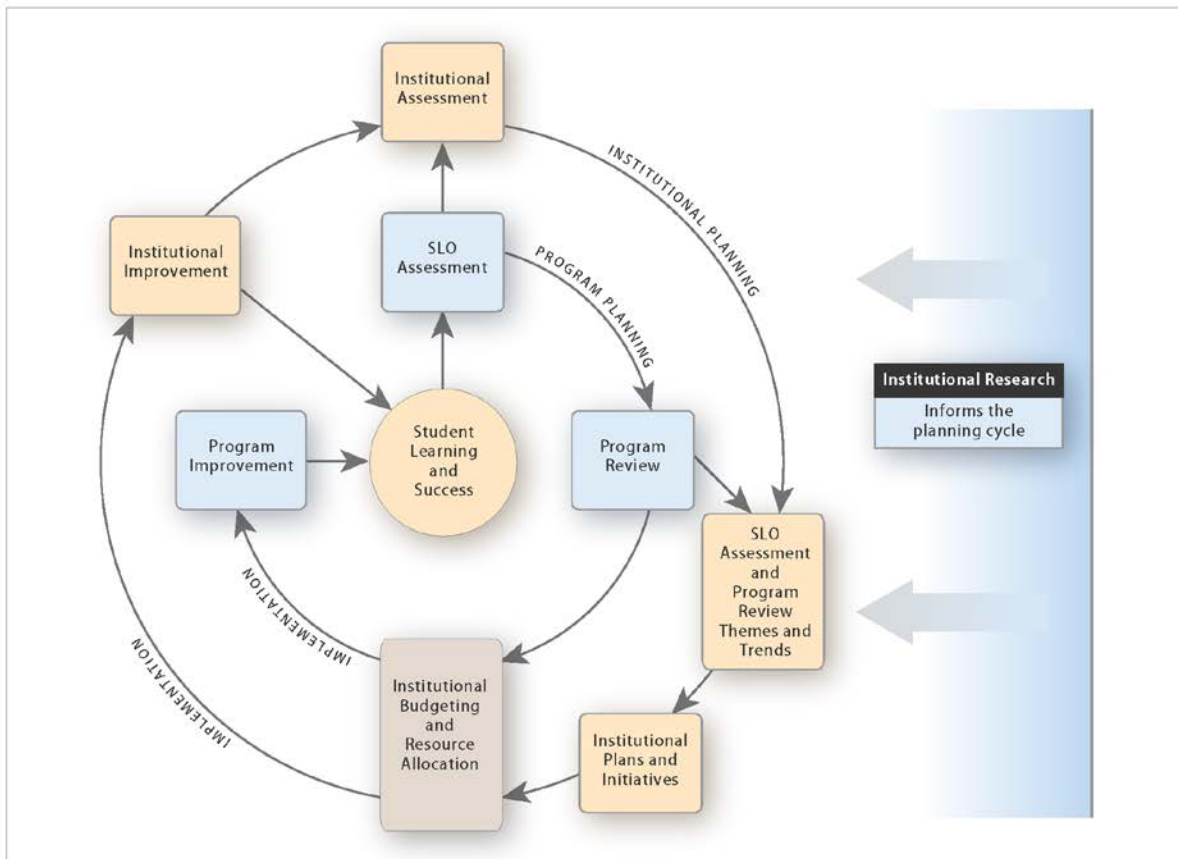 Institutional
Assessment
INSTITUTIONAL PLANNING
Institutional
Improvement
SLO
Assessment
PROGRAM PLANNING
Institutional Research
Informs the
planning cycle
Program
Improvement
Student
Learning
and
Success
Program
Review
SLO
Assessment
and
Program
Review
Themes and
Trends
IMPLEMENTATION
IMPLEMENTATION
Institutional
Budgeting
and
Resource
Allocation
Institutional
Plans and
Initiatives